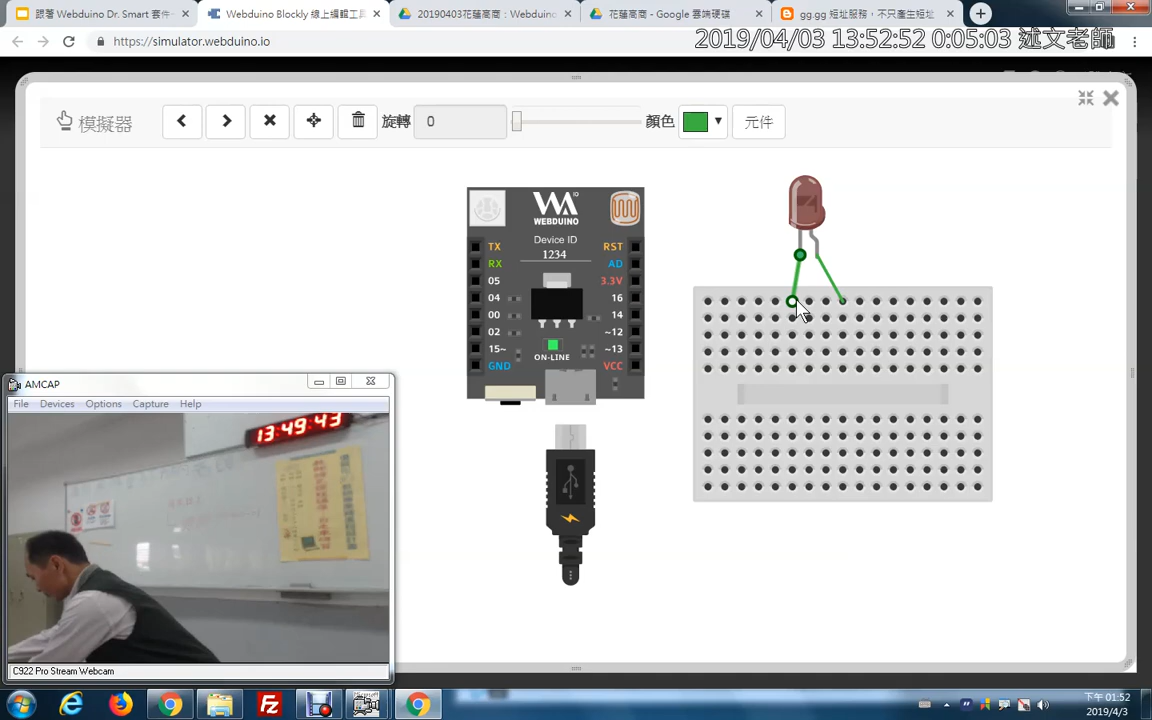 跟著 Webduino Dr. Smart 套件-
Webduino Blockly 線上編輯工具
20190403花蓮高商：Webduino
花蓮高商 - Google 雲端硬碟
gg.gg 短址服務，不只產生短址
https://simulator.webduino.io
2019/04/03 13:52:52 0:05:03 述文老師
模擬器
旋轉
0
顏色
元件
WEBDUINO
Device ID
1234
TX
RST
RX
AD
05
3.3V
04
16
00
14
02
~12
15~
~13
GND
VCC
ON-LINE
AMCAP
File Devices Options Capture Help
13:49:43
C922 Pro Stream Webcam
下午 01:52
2019/4/3